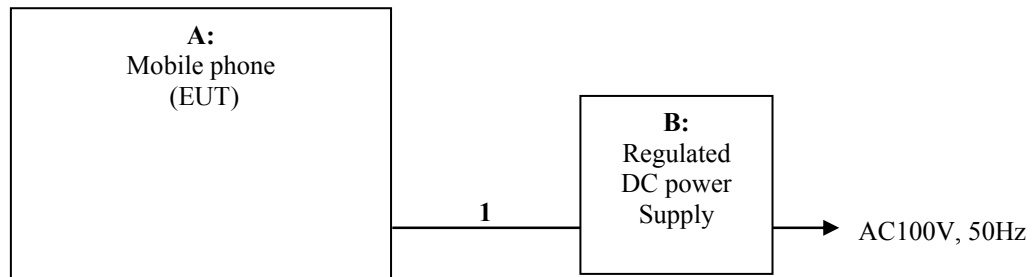 A:
Mobile phone
(EUT)
B:
Regulated
DC power
Supply
1
AC100V, 50Hz